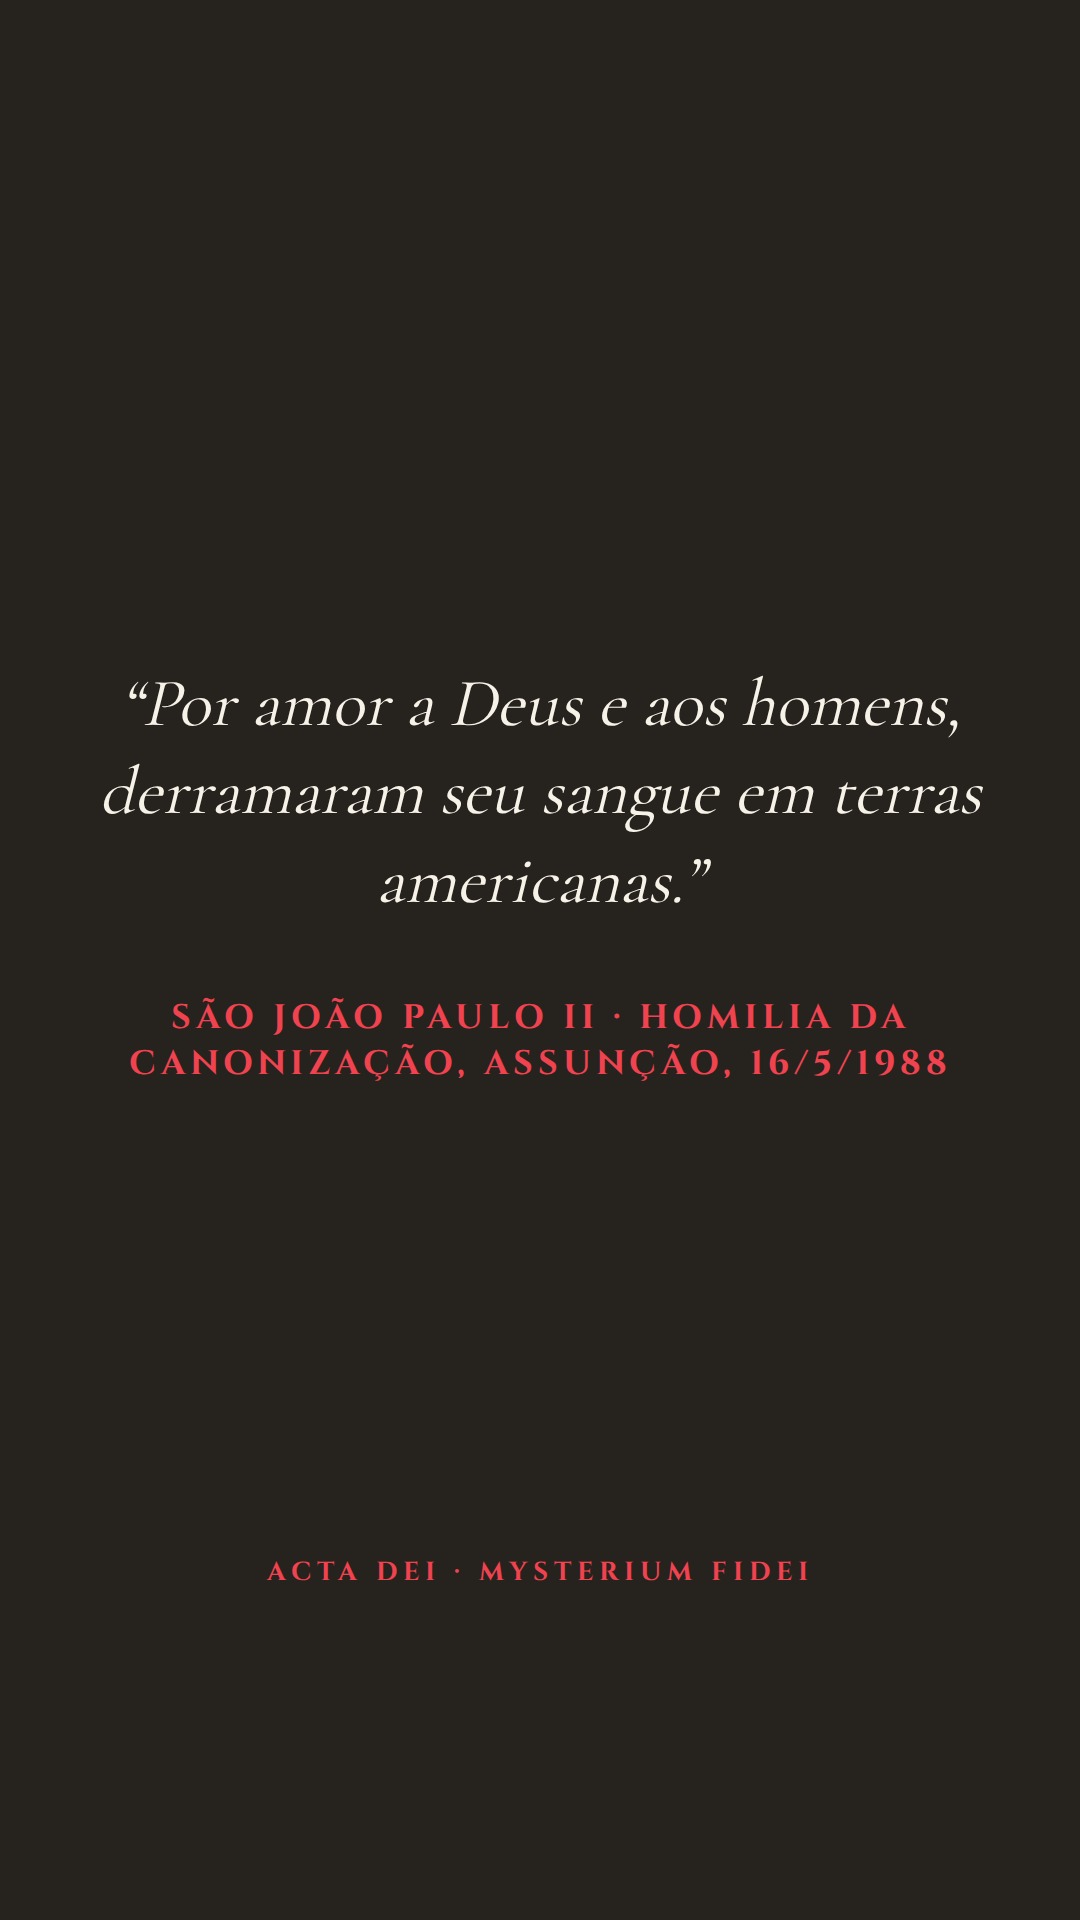 “Por amor a Deus e aos homens,
derramaram seu sangue em terras
americanas.”
SÃO JOÃO PAULO II · HOMILIA DA
CANONIZAÇÃO, ASSUNÇÃO, 16/5/1988
ACTA DEI · MYSTERIUM FIDEI